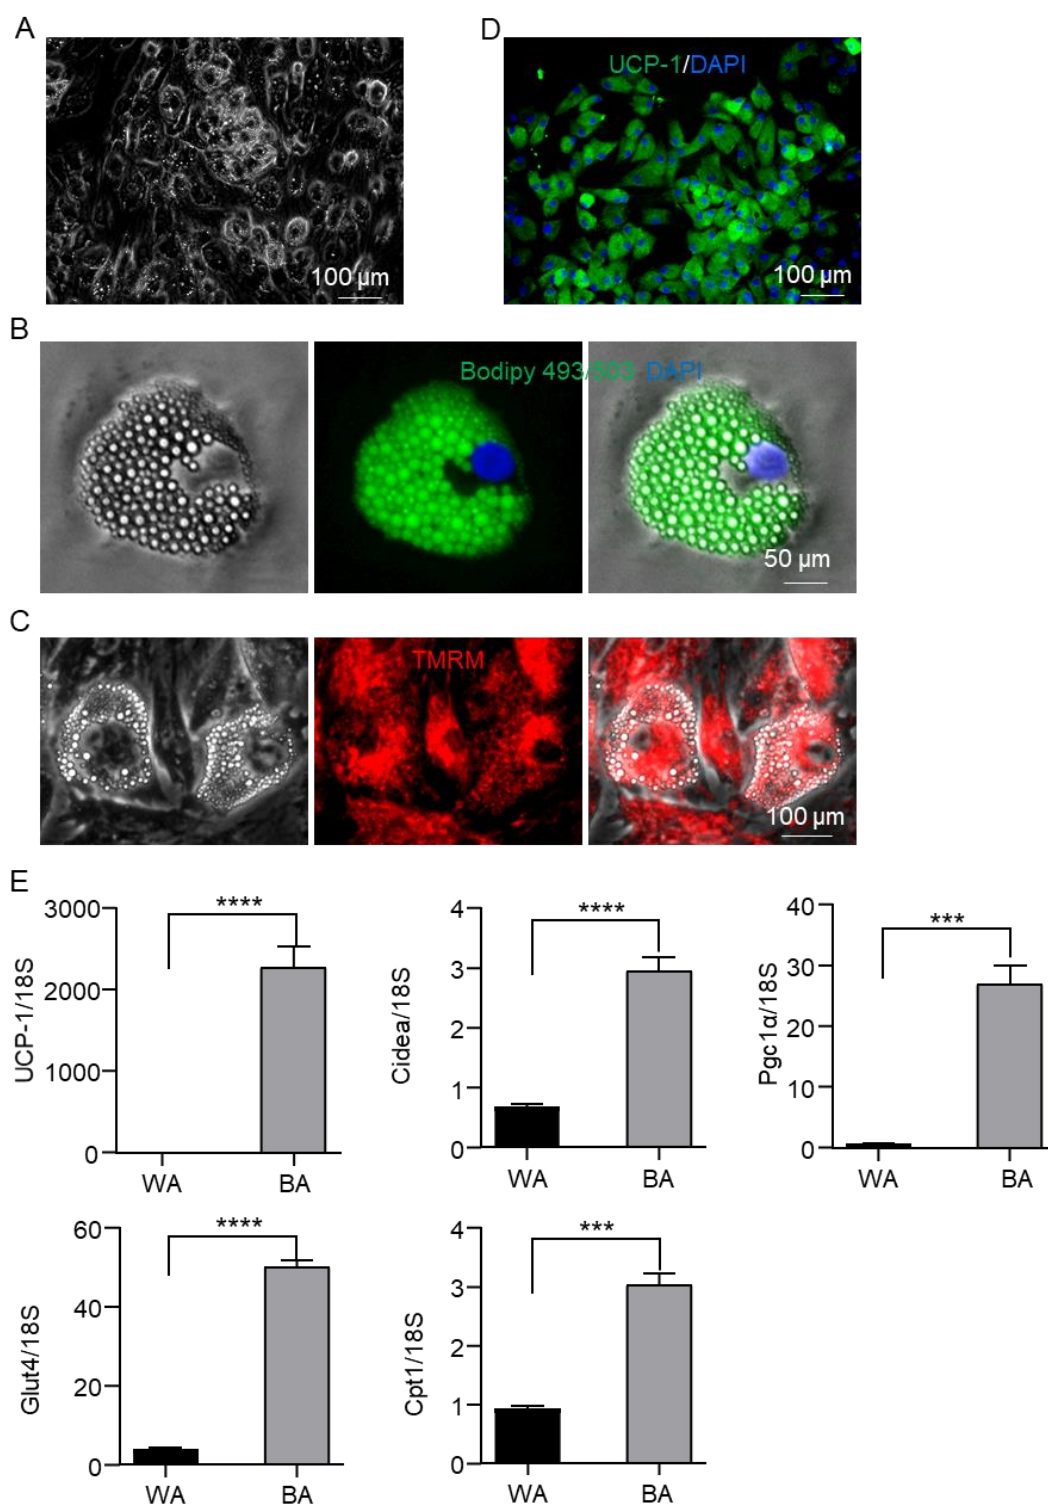 A
100 µm
D
UCP-1/DAPI
100 µm
B
Bodipy 493/503 DAPI
50 µm
C
TMRM
100 µm
E
UCP-1/18S
3000
2000
1000
0
****
WA
BA
Cidea/18S
4
3
2
1
0
****
WA
BA
Pgc1α/18S
40
30
20
10
0
***
WA
BA
Glut4/18S
60
40
20
0
****
WA
BA
Cpt1/18S
4
3
2
1
0
***
WA
BA